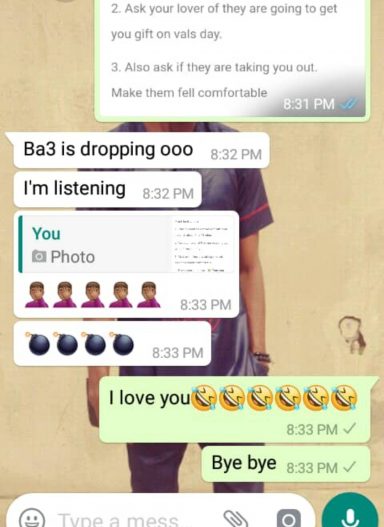 2. Ask your lover of they are going to get
you gift on vals day.
3. Also ask if they are taking you out.
Make them fell comfortable
8:31 PM
Ba3 is dropping ooo 8:32 PM
I'm listening 8:32 PM
You
Photo
8:33 PM
8:33 PM
I love you🤣🤣🤣🤣🤣🤣
8:33 PM
Bye bye 8:33 PM
Type a mess...